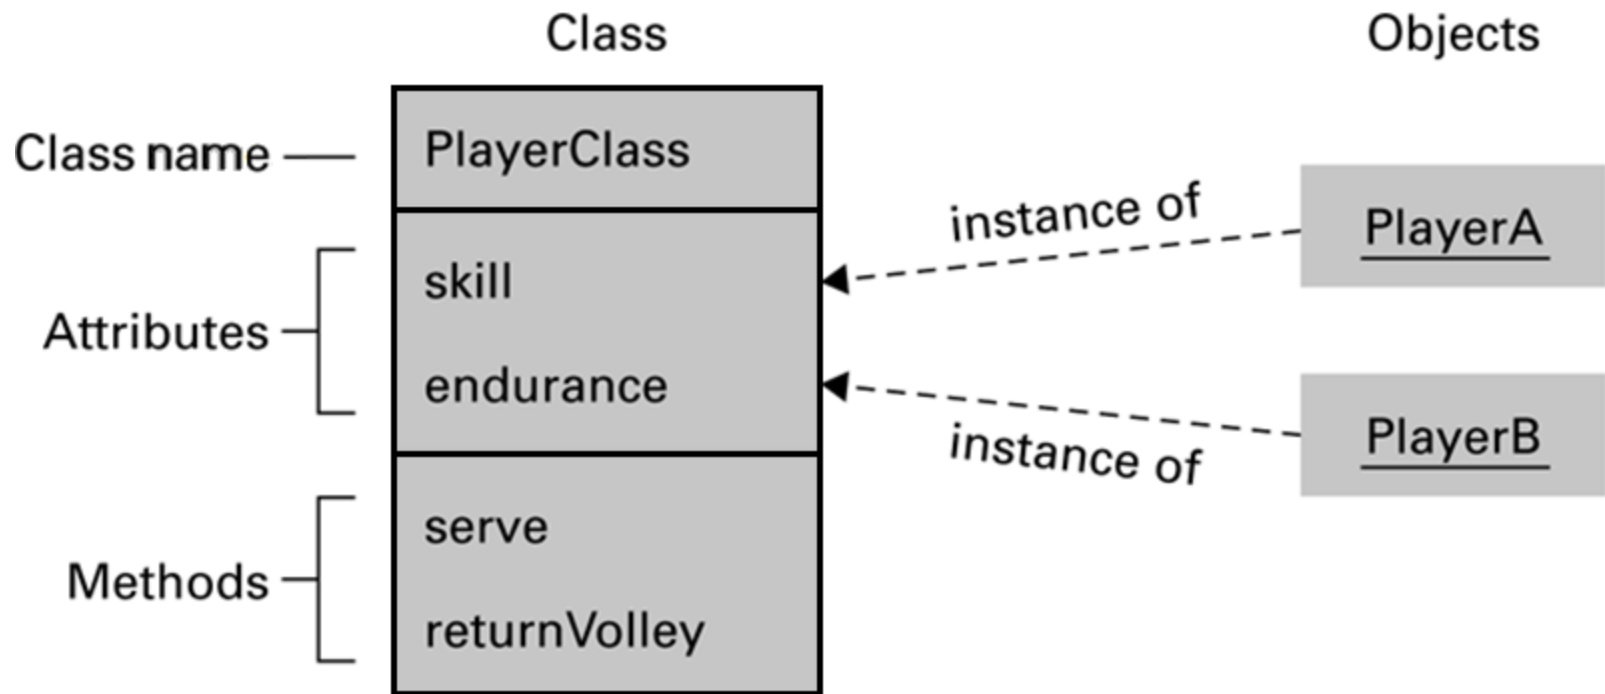 Class
Objects
Class name
PlayerClass
instance of
PlayerA
Attributes
skill
endurance
instance of
PlayerB
Methods
serve
returnVolley